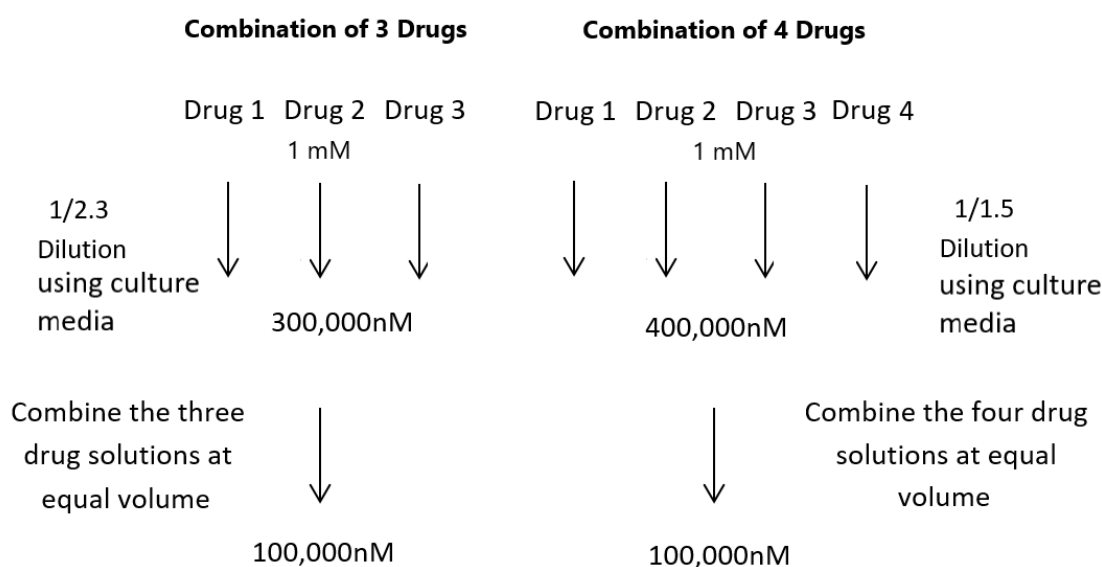 Combination of 3 Drugs
Combination of 4 Drugs
Drug 1 Drug 2 Drug 3
Drug 1 Drug 2 Drug 3 Drug 4
1 mM
1 mM
1/2.3
Dilution
using culture
media
1/1.5
Dilution
using culture
media
300,000nM
400,000nM
Combine the three
drug solutions at
equal volume
Combine the four drug
solutions at equal
volume
100,000nM
100,000nM